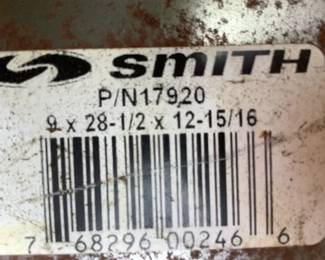 SMITH
P/N17920
9 x 28-1/2 x 12-15/16
7 68296 00246 6